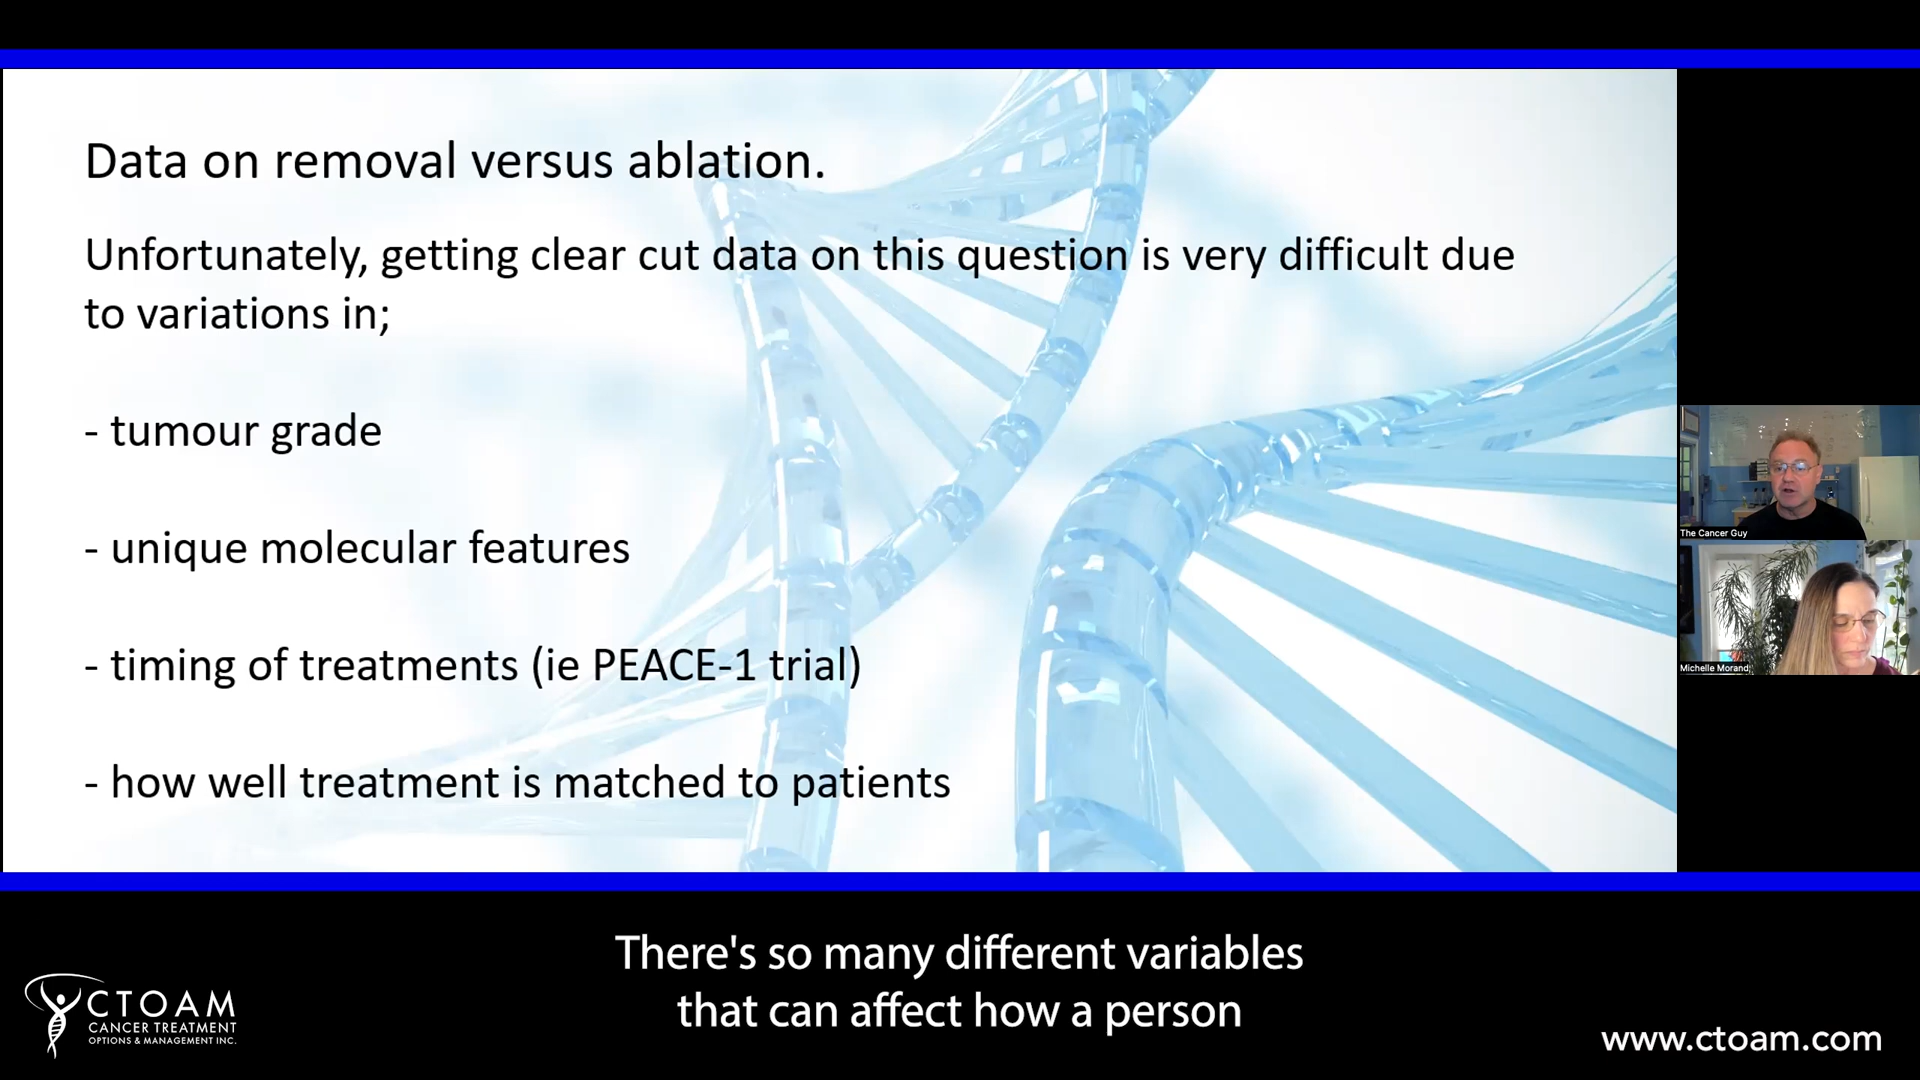 Data on removal versus ablation.
Unfortunately, getting clear cut data on this question is very difficult due
to variations in;
- tumour grade
- unique molecular features
- timing of treatments (ie PEACE-1 trial)
- how well treatment is matched to patients
The Cancer Guy
Michelle Morand
There's so many different variables
that can affect how a person
CTOAM
CANCER TREATMENT
OPTIONS & MANAGEMENT INC.
www.ctoam.com